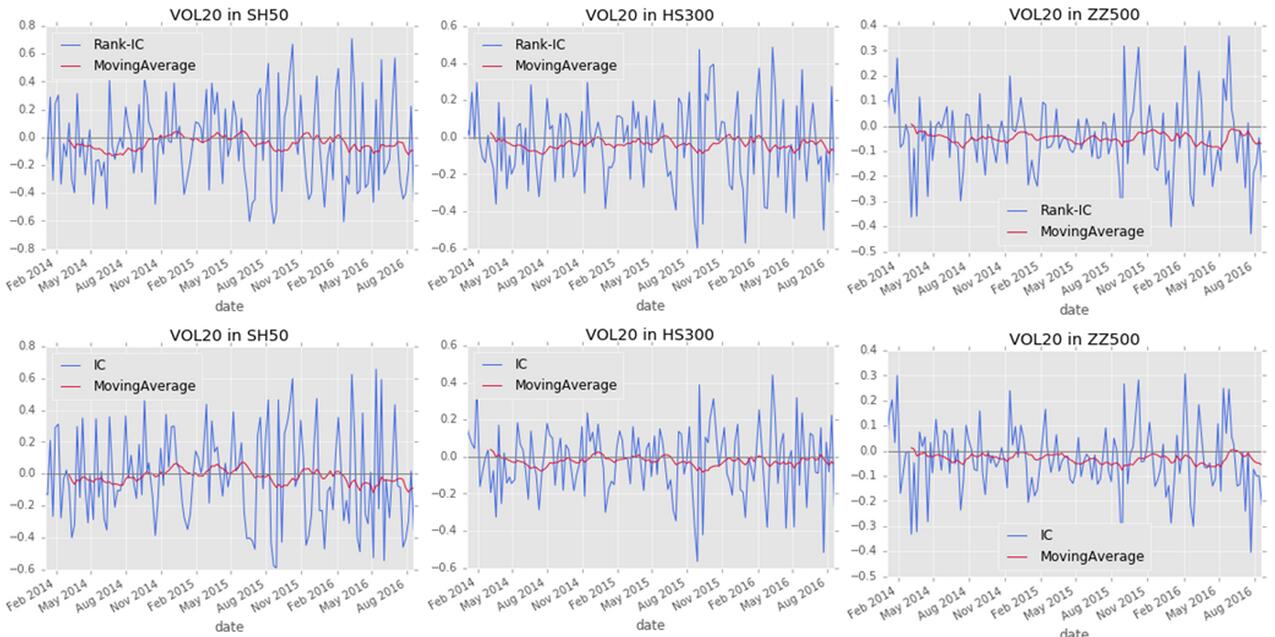 VOL20 in SH50
0.8
0.6
0.4
0.2
0.0
−0.2
−0.4
−0.6
−0.8
Rank-IC
MovingAverage
Feb 2014
May 2014
Aug 2014
Nov 2014
Feb 2015
May 2015
Aug 2015
Nov 2015
Feb 2016
May 2016
Aug 2016
date
VOL20 in HS300
0.6
0.4
0.2
0.0
−0.2
−0.4
−0.6
Rank-IC
MovingAverage
Feb 2014
May 2014
Aug 2014
Nov 2014
Feb 2015
May 2015
Aug 2015
Nov 2015
Feb 2016
May 2016
Aug 2016
date
VOL20 in ZZ500
0.4
0.3
0.2
0.1
0.0
−0.1
−0.2
−0.3
−0.4
−0.5
Rank-IC
MovingAverage
Feb 2014
May 2014
Aug 2014
Nov 2014
Feb 2015
May 2015
Aug 2015
Nov 2015
Feb 2016
May 2016
Aug 2016
date
VOL20 in SH50
0.8
0.6
0.4
0.2
0.0
−0.2
−0.4
−0.6
IC
MovingAverage
Feb 2014
May 2014
Aug 2014
Nov 2014
Feb 2015
May 2015
Aug 2015
Nov 2015
Feb 2016
May 2016
Aug 2016
date
VOL20 in HS300
0.6
0.4
0.2
0.0
−0.2
−0.4
−0.6
IC
MovingAverage
Feb 2014
May 2014
Aug 2014
Nov 2014
Feb 2015
May 2015
Aug 2015
Nov 2015
Feb 2016
May 2016
Aug 2016
date
VOL20 in ZZ500
0.4
0.3
0.2
0.1
0.0
−0.1
−0.2
−0.3
−0.4
−0.5
IC
MovingAverage
Feb 2014
May 2014
Aug 2014
Nov 2014
Feb 2015
May 2015
Aug 2015
Nov 2015
Feb 2016
May 2016
Aug 2016
date